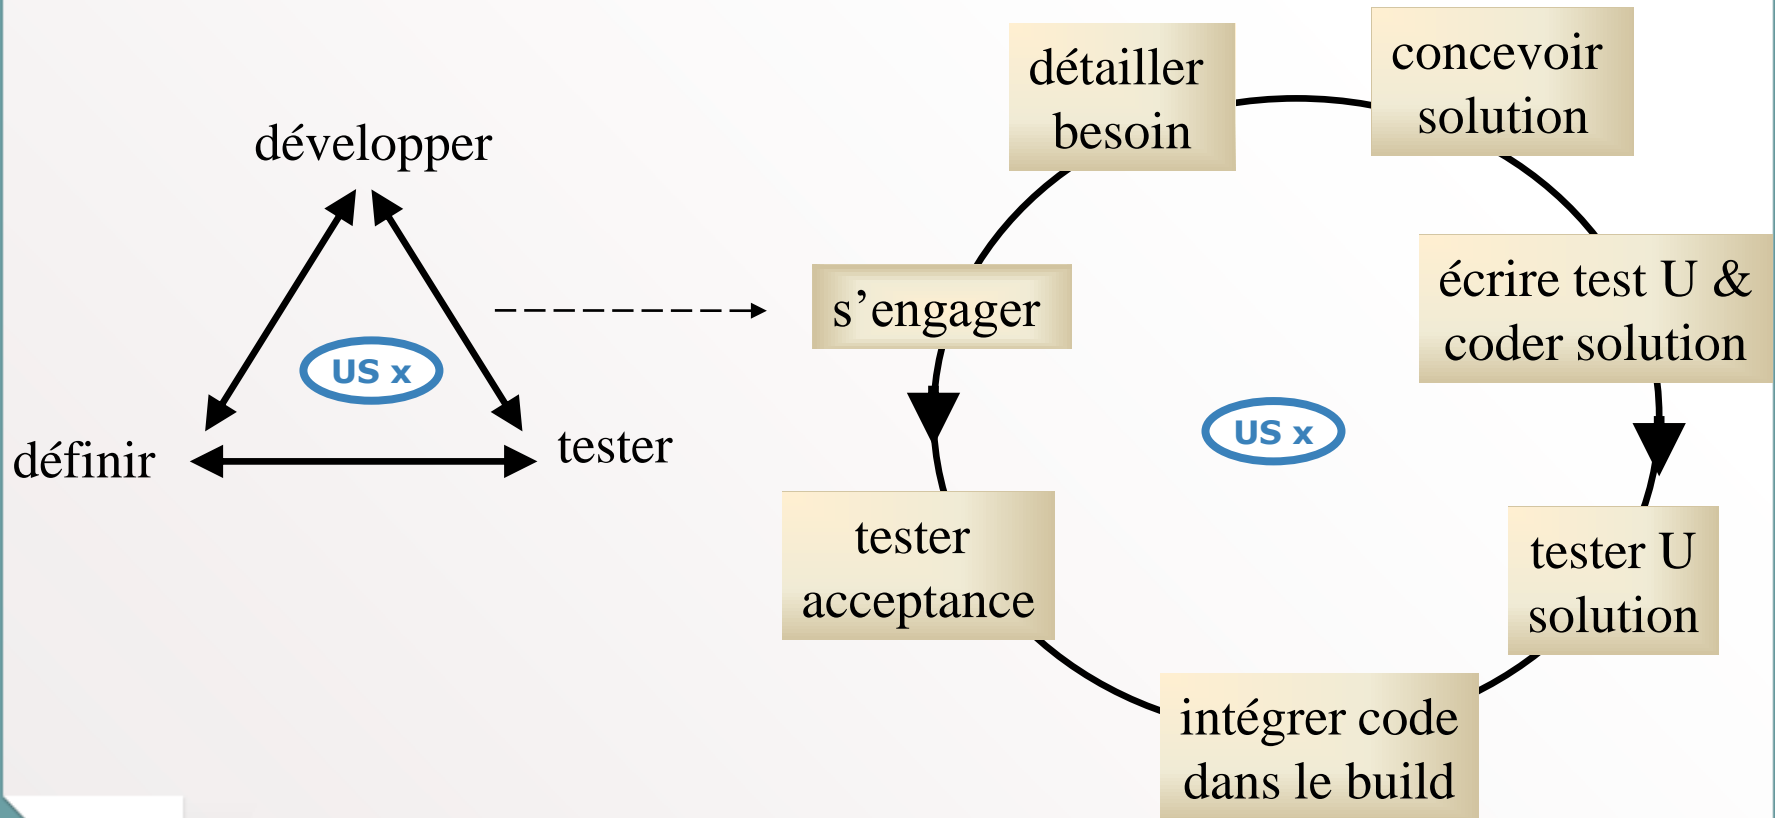 développer
définir
tester
US x
détailler
besoin
concevoir
solution
s’engager
écrire test U &
coder solution
US x
tester
acceptance
tester U
solution
intégrer code
dans le build